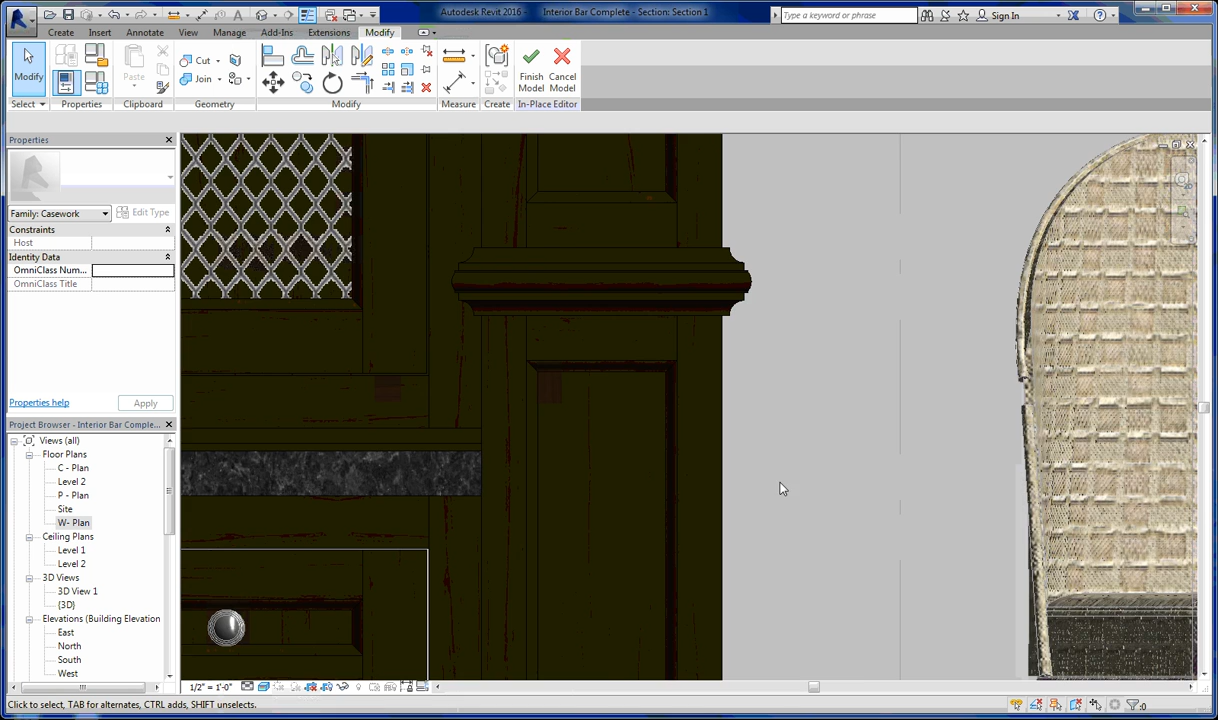 Autodesk Revit 2016 - Interior Bar Complete - Section: Section 1
Type a keyword or phrase
Sign In
Create Insert Annotate View Manage Add-Ins Extensions Modify
Modify
Paste
Cut
Join
Finish Model
Cancel Model
Select Properties Clipboard Geometry Modify Measure Create In-Place Editor
Properties
Family: Casework
Edit Type
Constraints
Host
Identity Data
OmniClass Num...
OmniClass Title
Properties help
Apply
Project Browser - Interior Bar Comple...
Views (all)
Floor Plans
C - Plan
Level 2
P - Plan
Site
W- Plan
Ceiling Plans
Level 1
Level 2
3D Views
3D View 1
{3D}
Elevations (Building Elevation
East
North
South
West
1/2" = 1'-0"
Click to select, TAB for alternates, CTRL adds, SHIFT unselects.
:0